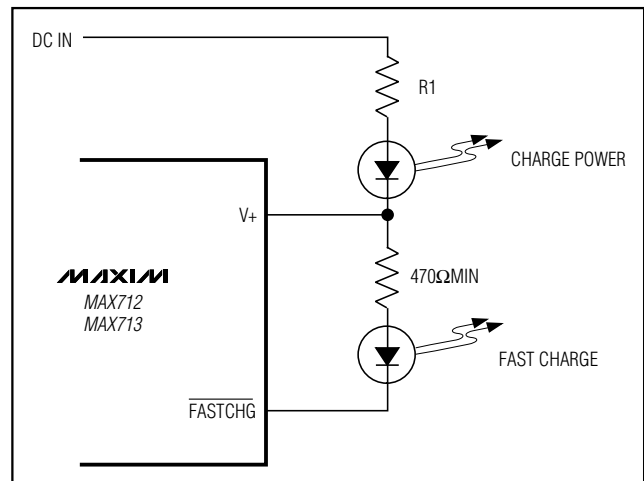 DC IN
R1
CHARGE POWER
V+
MAXIM
MAX712
MAX713
470ΩMIN
FAST CHARGE
FASTCHG